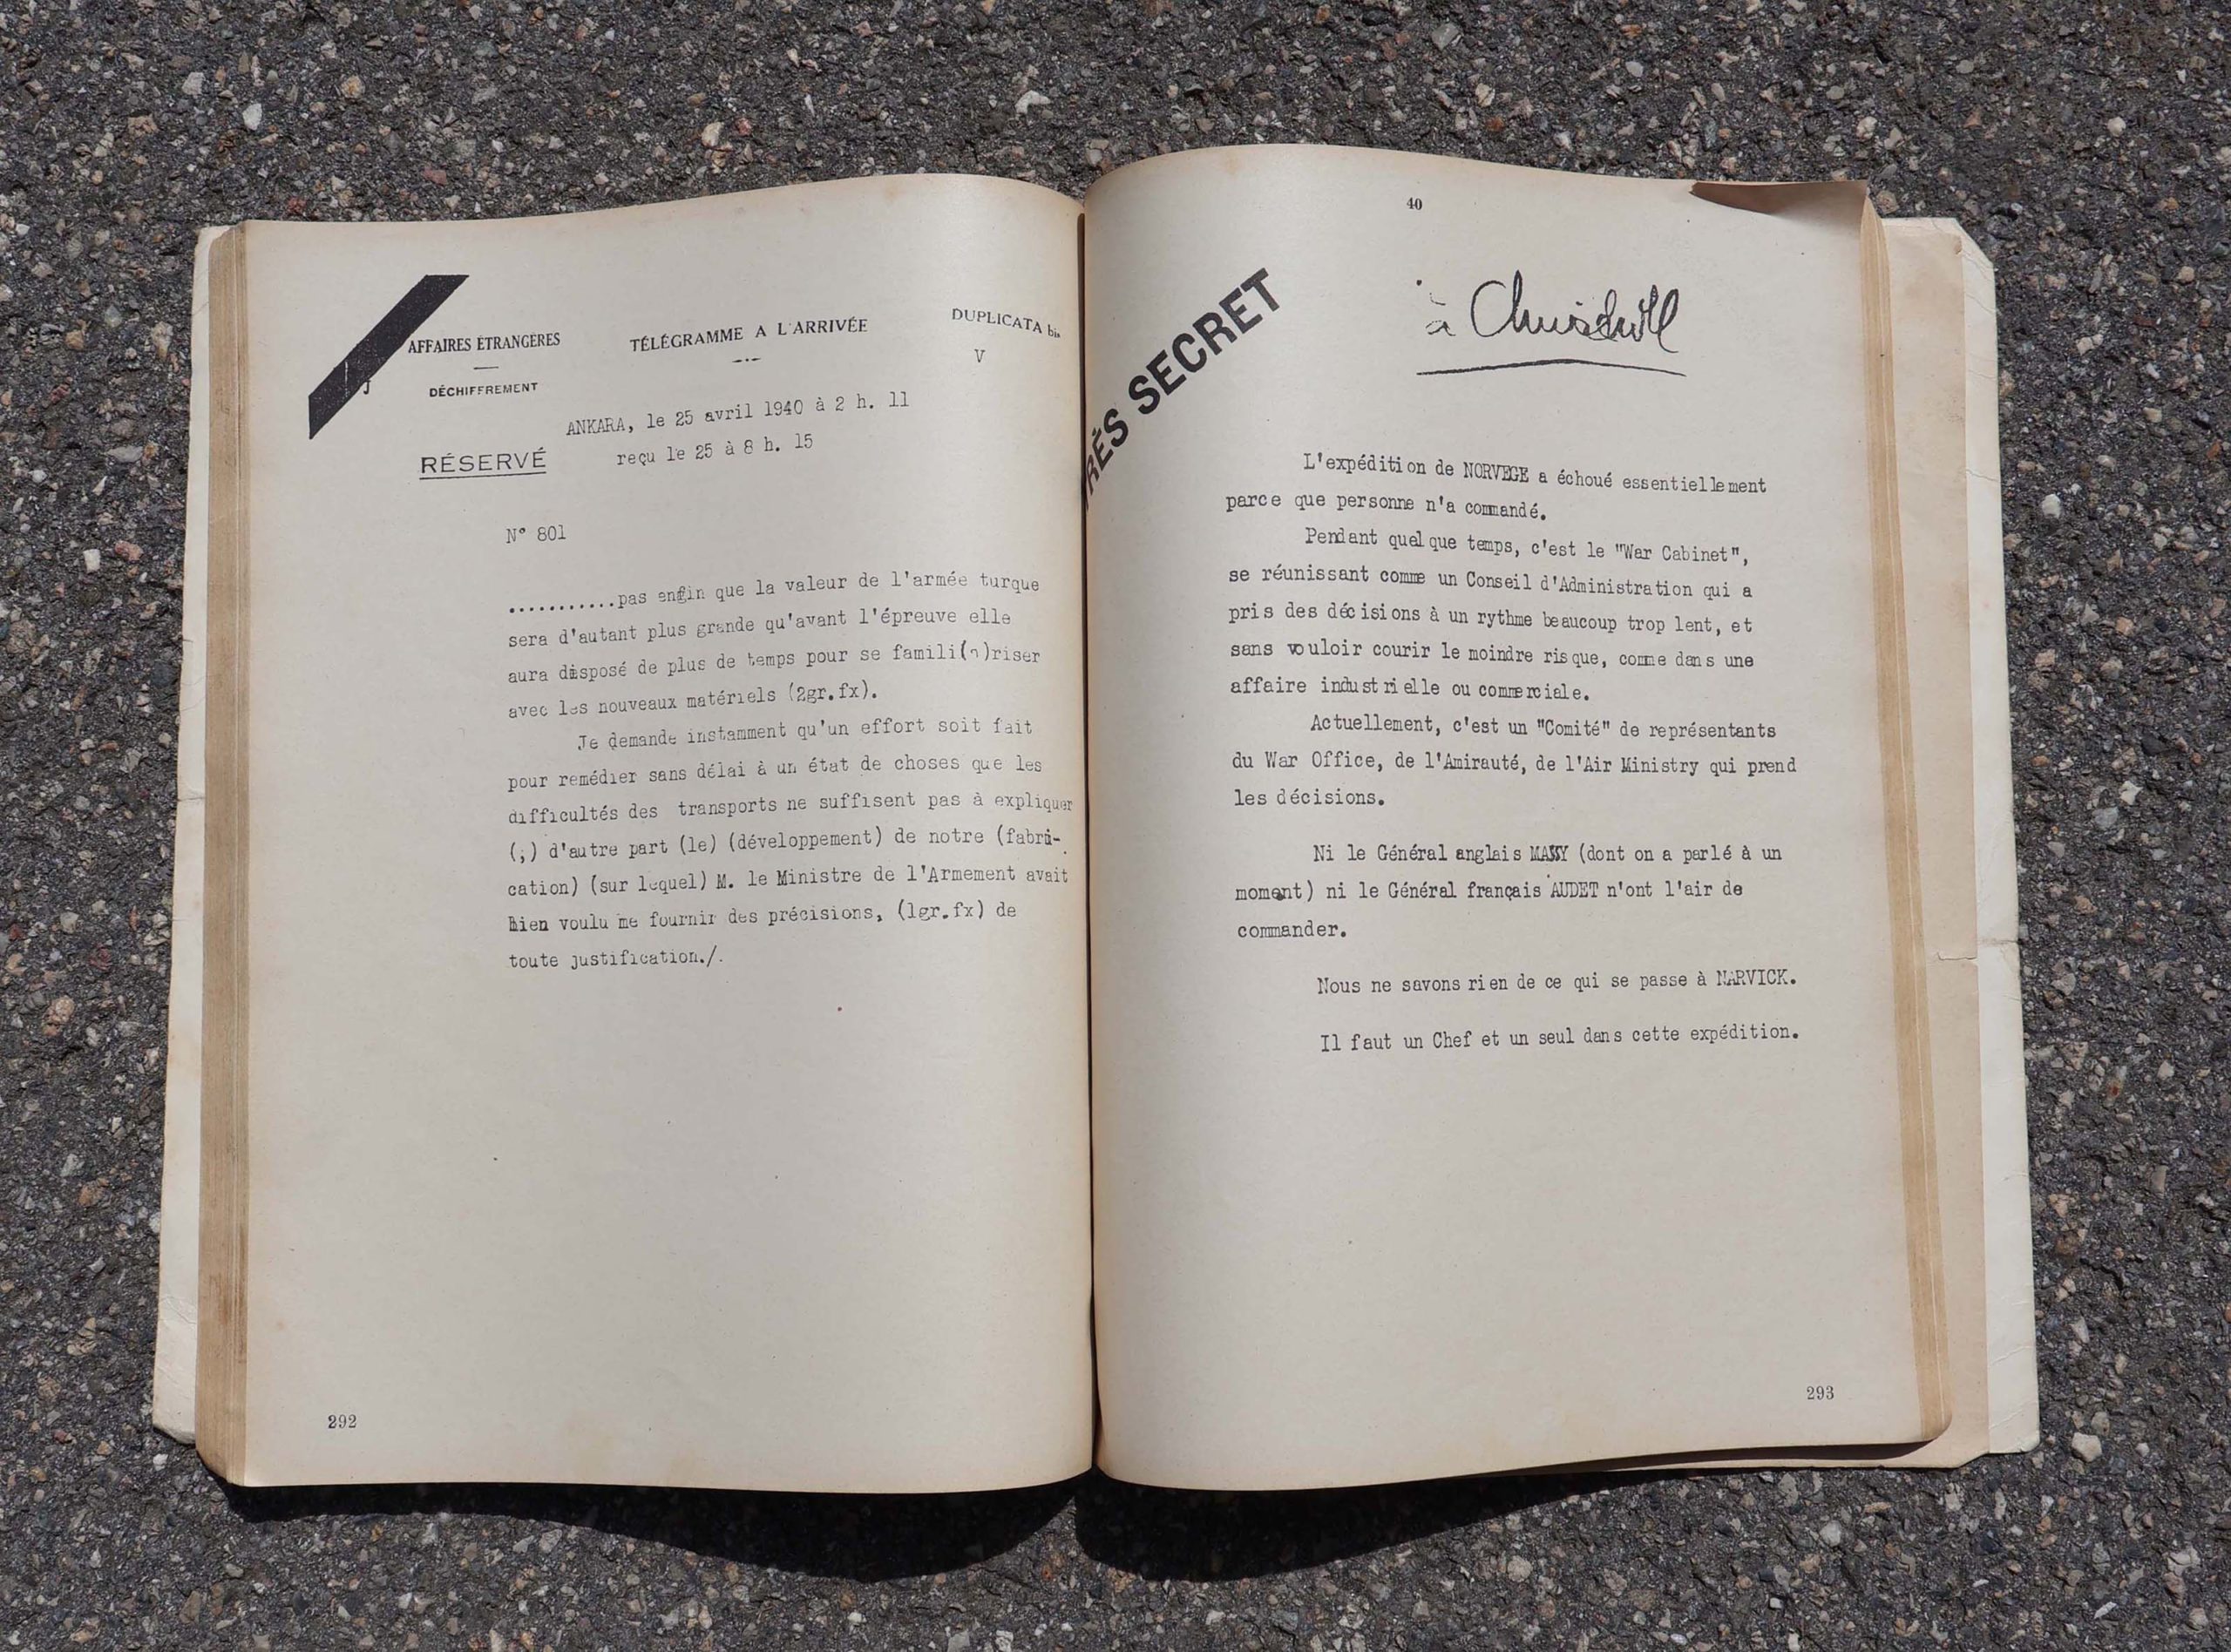 AFFAIRES ÉTRANGÈRES
DÉCHIFFREMENT
TÉLÉGRAMME A L'ARRIVÉE
DUPLICATA bis
V
ANKARA, le 25 avril 1940 à 2 h. 11
reçu le 25 à 8 h. 15
RÉSERVÉ
N° 801
...........pas enfin que la valeur de l'armée turque
sera d'autant plus grande qu'avant l'épreuve elle
aura disposé de plus de temps pour se famili(a)riser
avec les nouveaux matériels (2gr.fx).
Je demande instamment qu'un effort soit fait
pour remédier sans délai à un état de choses que les
difficultés des transports ne suffisent pas à expliquer
(;) d'autre part (le) (développement) de notre (fabri-
cation) (sur lequel) M. le Ministre de l'Armement avait
bien voulu me fournir des précisions, (1gr.fx) de
toute justification./.
292
40
RÈS SECRET
à Churchill
L'expédition de NORVEGE a échoué essentiellement
parce que personne n'a commandé.
Pendant quelque temps, c'est le "War Cabinet",
se réunissant comme un Conseil d'Administration qui a
pris des décisions à un rythme beaucoup trop lent, et
sans vouloir courir le moindre risque, comme dans une
affaire industrielle ou commerciale.
Actuellement, c'est un "Comité" de représentants
du War Office, de l'Amirauté, de l'Air Ministry qui prend
les décisions.
Ni le Général anglais MASSY (dont on a parlé à un
moment) ni le Général français AUDET n'ont l'air de
commander.
Nous ne savons rien de ce qui se passe à NARVICK.
Il faut un Chef et un seul dans cette expédition.
293